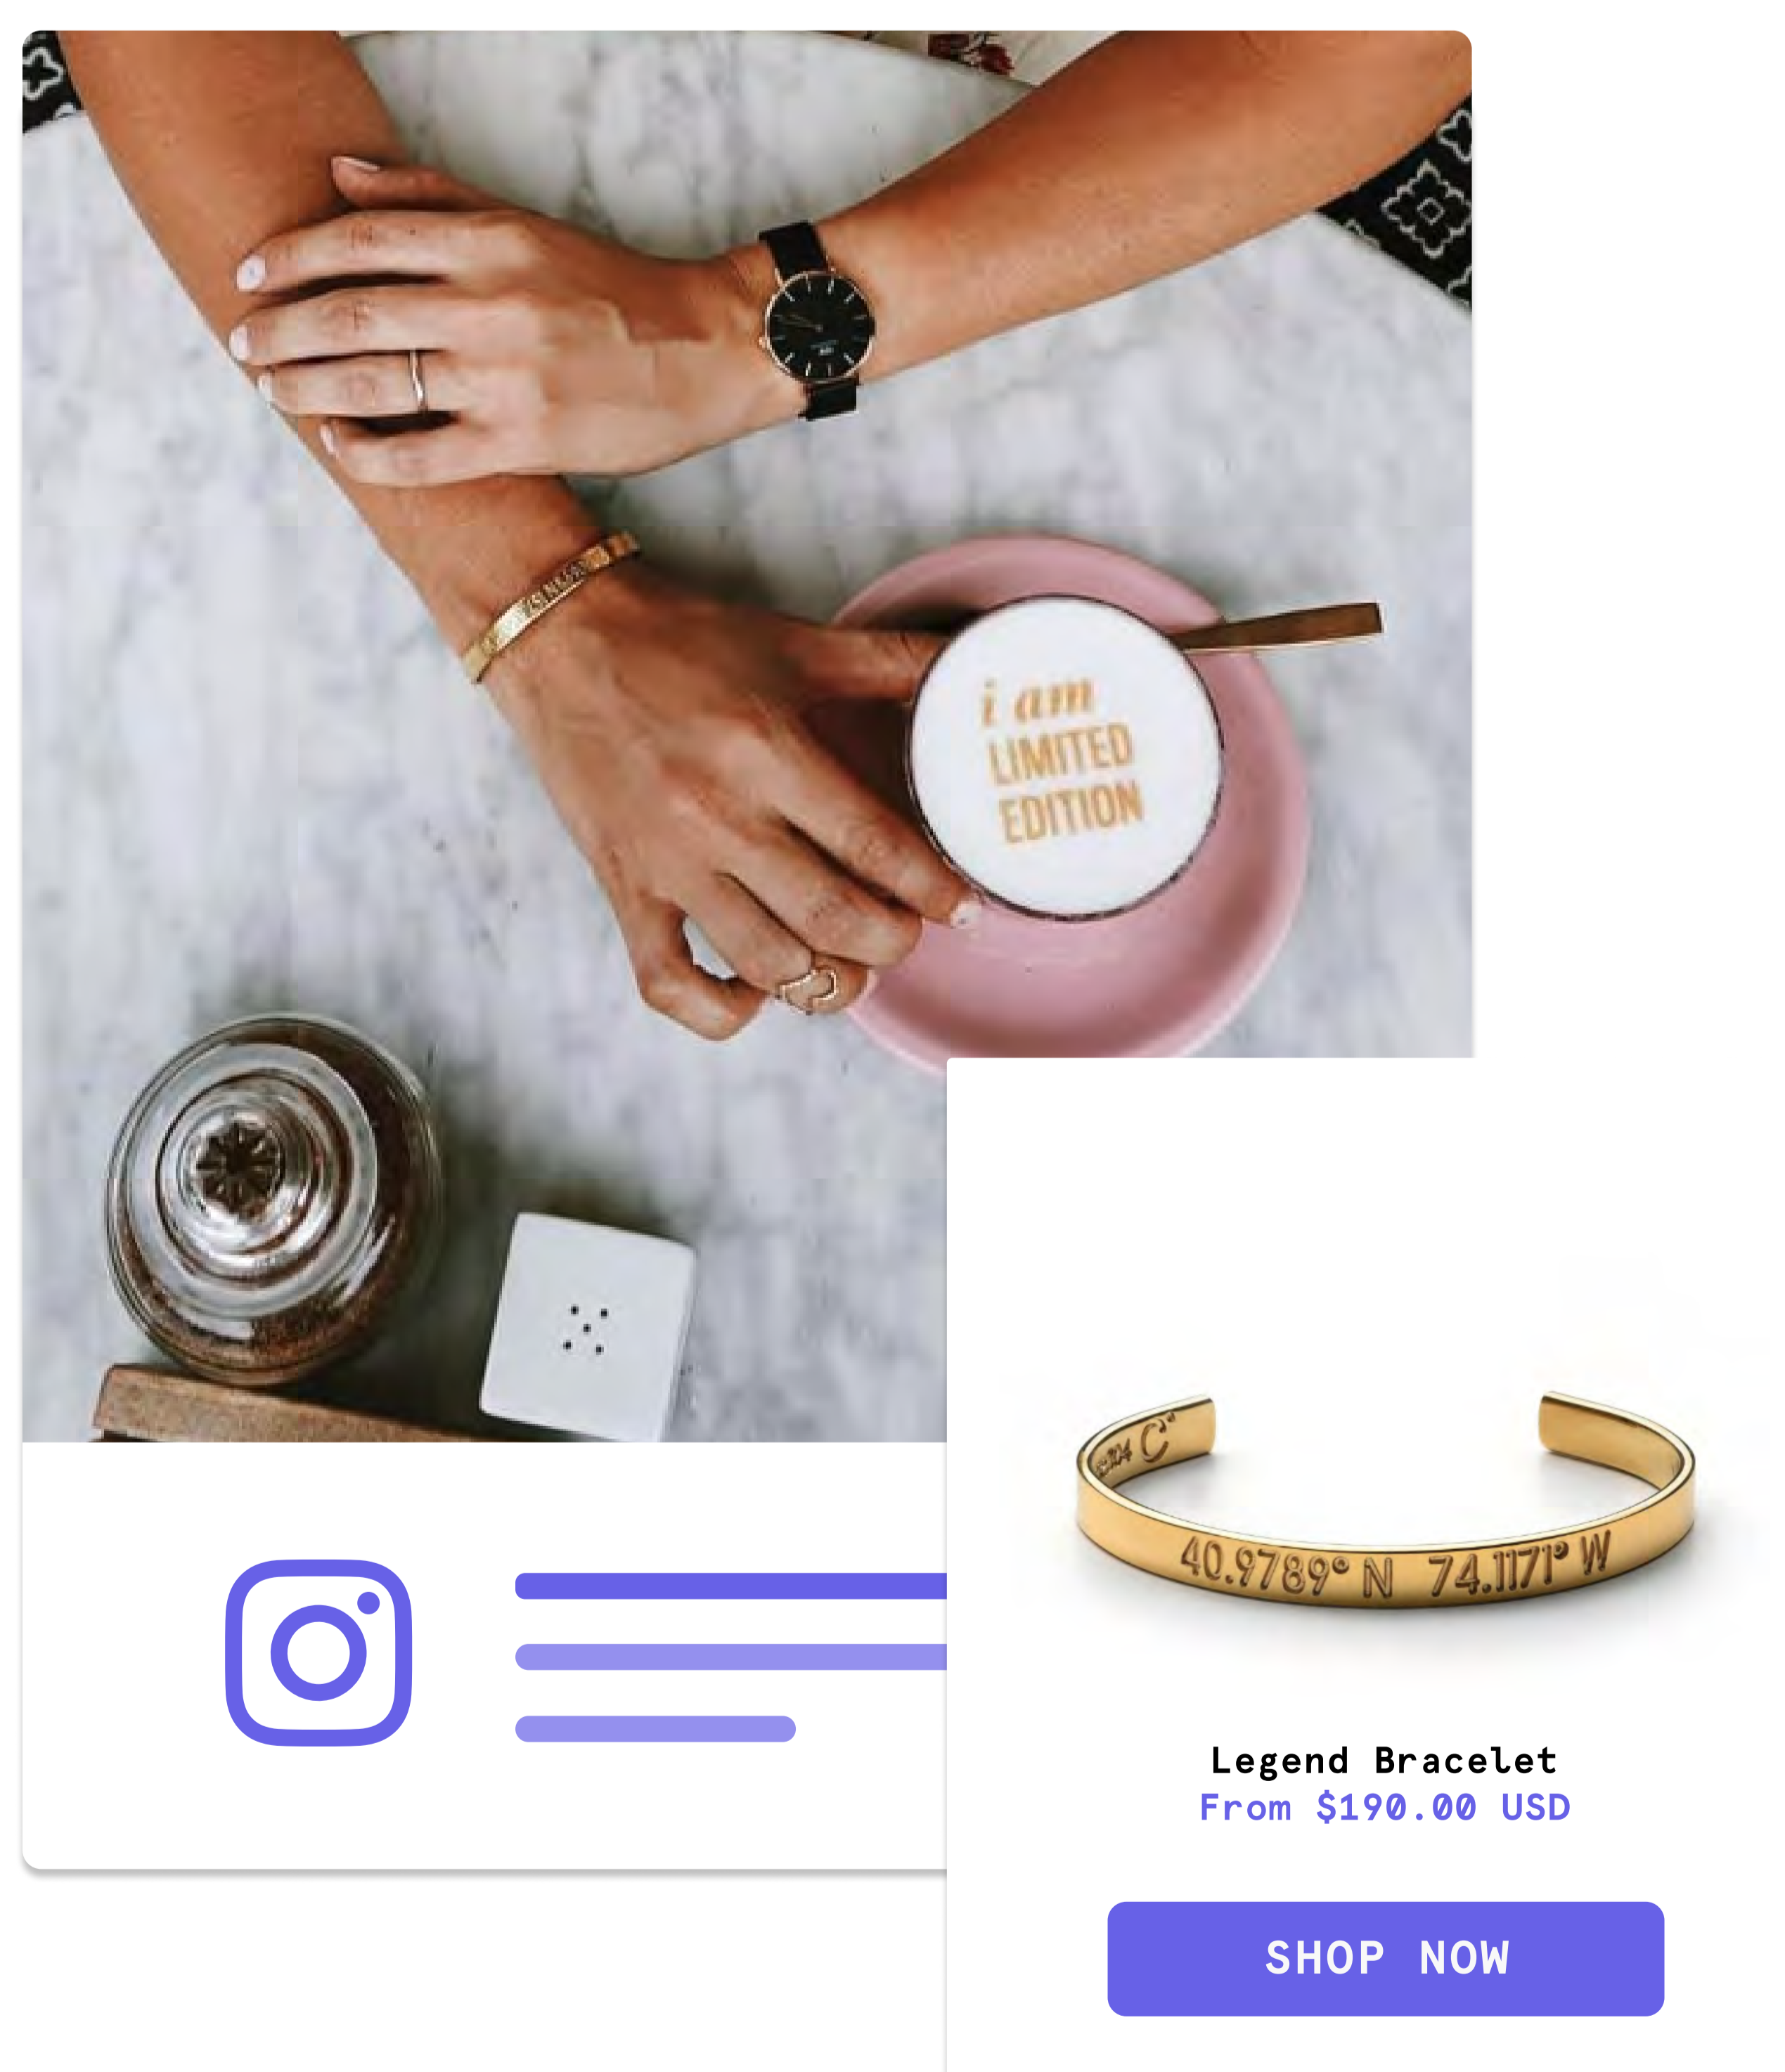 i am
LIMITED
EDITION
40.9789° N 74.1171° W
Legend Bracelet
From $190.00 USD
SHOP NOW